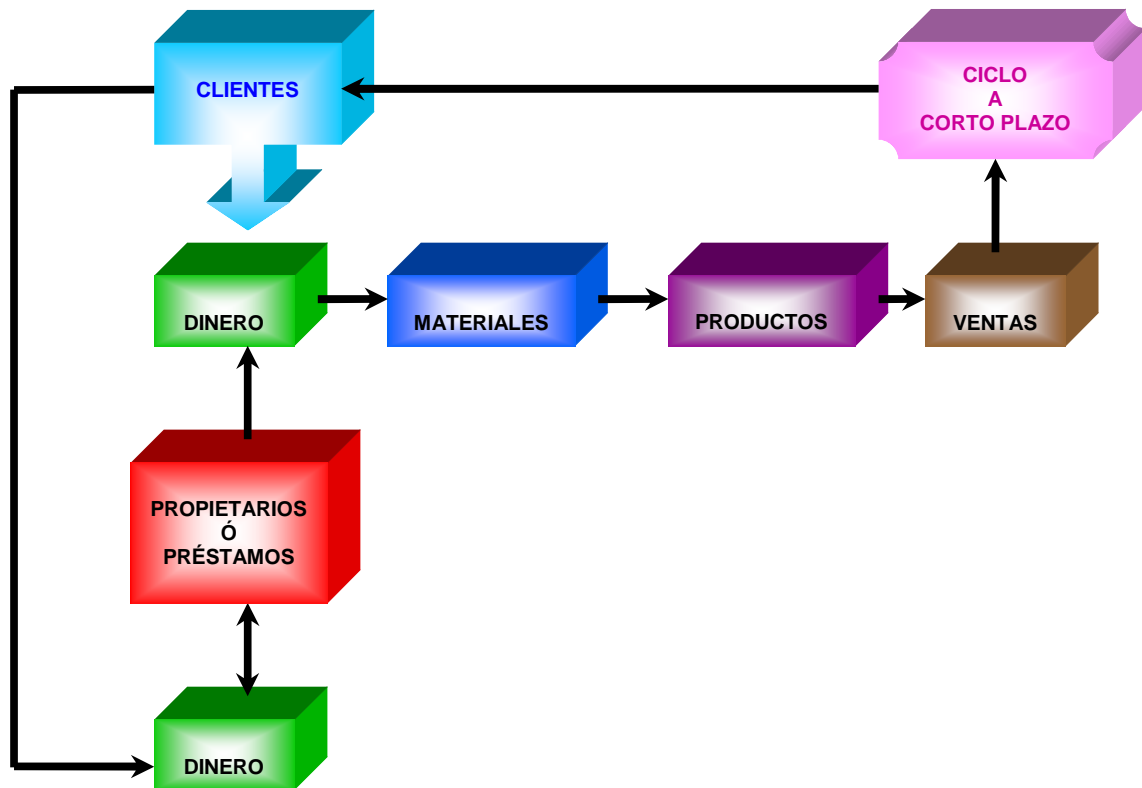 CLIENTES
CICLO
A
CORTO PLAZO
DINERO
MATERIALES
PRODUCTOS
VENTAS
PROPIETARIOS
Ó
PRÉSTAMOS
DINERO